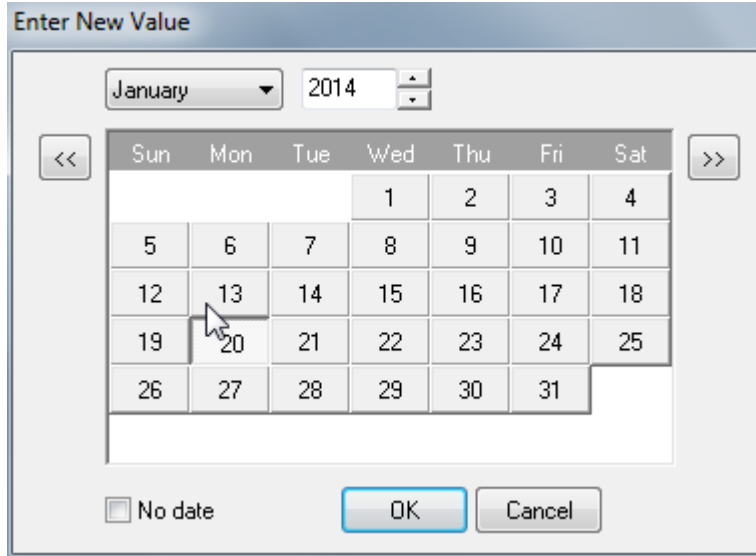 Enter New Value
January 2014
<< Sun Mon Tue Wed Thu Fri Sat >>
1 2 3 4
5 6 7 8 9 10 11
12 13 14 15 16 17 18
19 20 21 22 23 24 25
26 27 28 29 30 31
No date OK Cancel